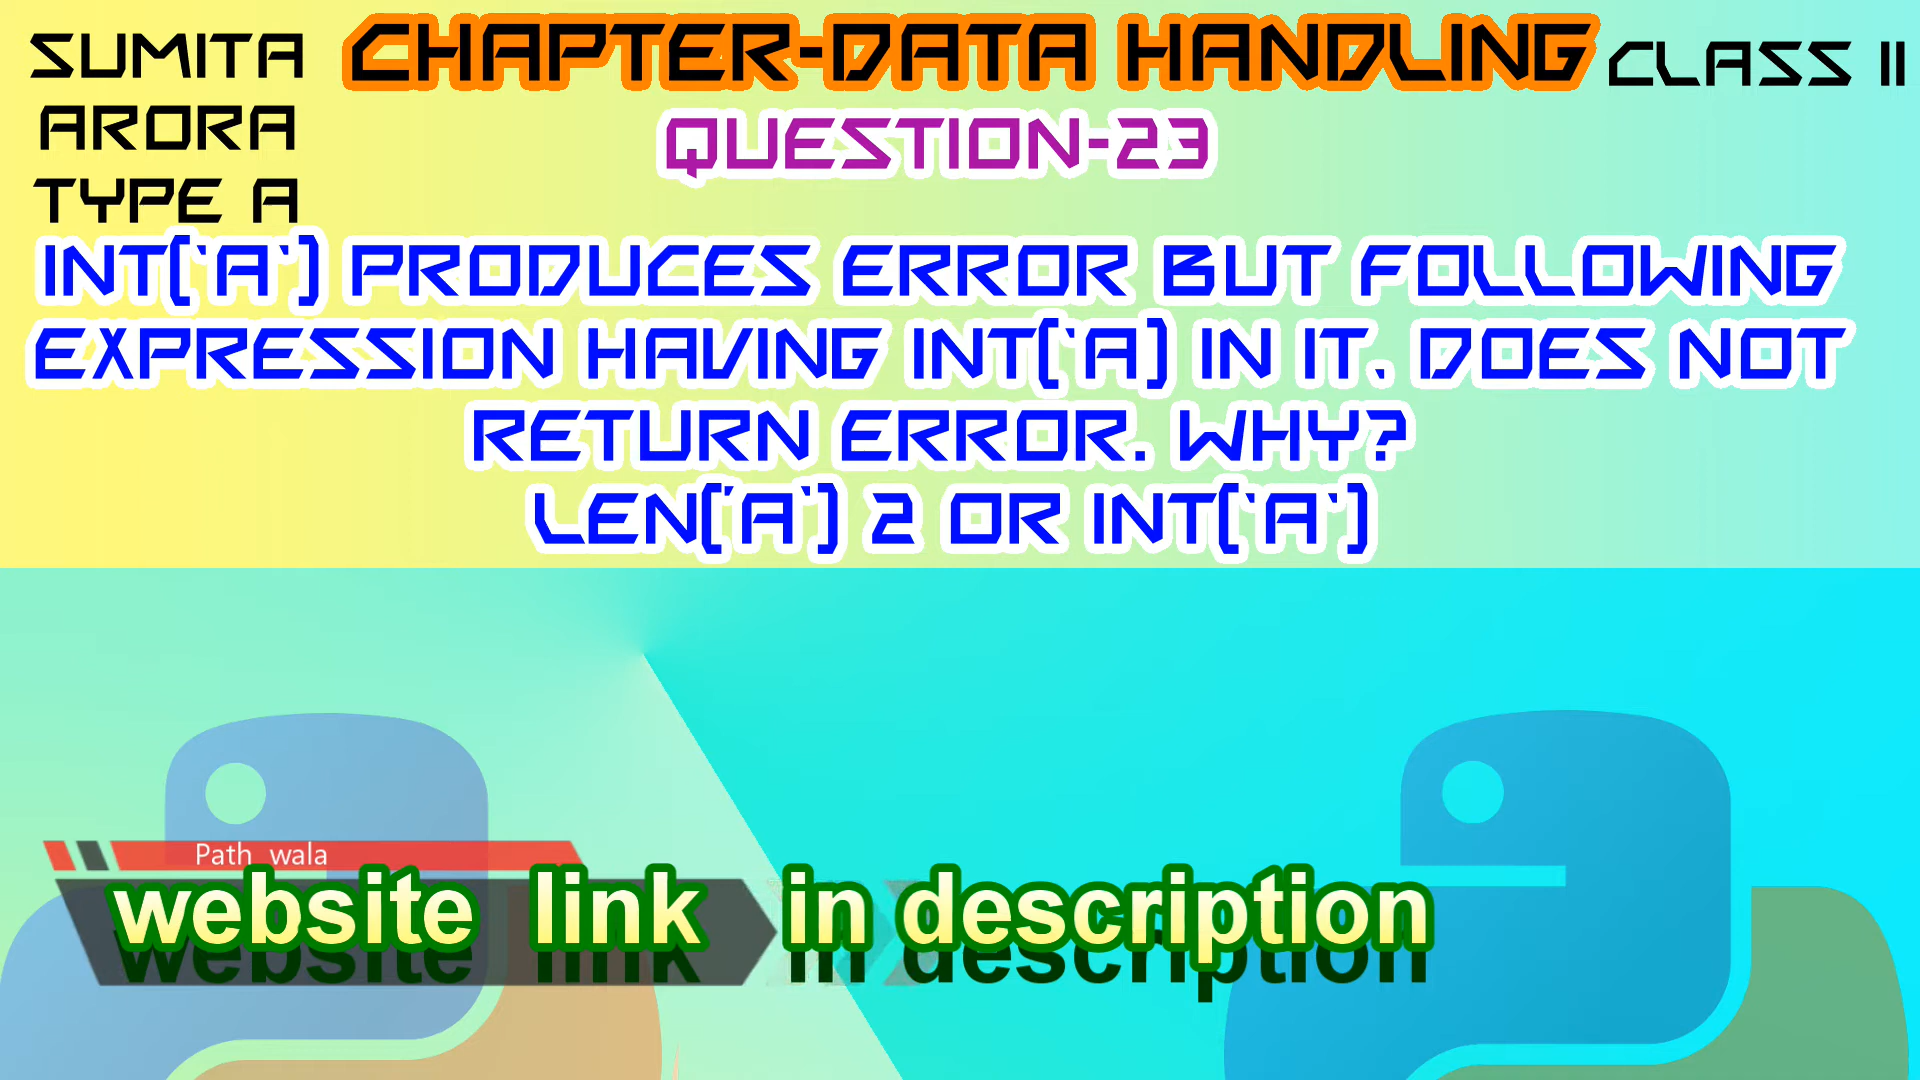 SUMITA
ARORA
TYPE A
CHAPTER-DATA HANDLING
CLASS 11
QUESTION-23
INT(`A`) PRODUCES ERROR BUT FOLLOWING
EXPRESSION HAVING INT(`A) IN IT, DOES NOT
RETURN ERROR. WHY?
LEN('A`) 2 OR INT(`A`)
Path wala
website link in description